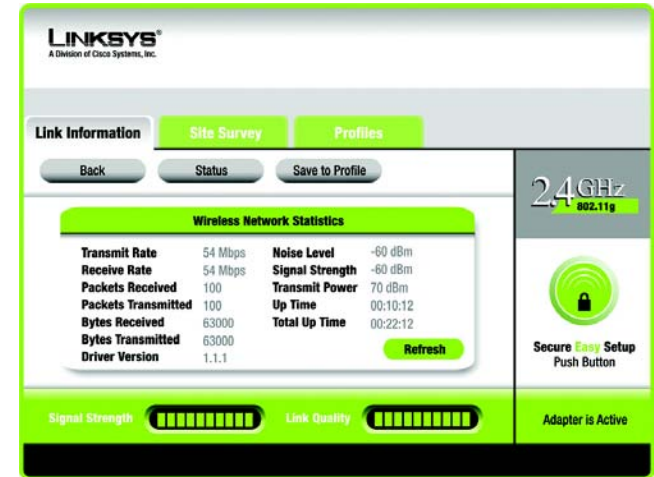 LINKSYS®
A Division of Cisco Systems, Inc.
Link Information Site Survey Profiles
Back Status Save to Profile
2.4 GHz
802.11g
Wireless Network Statistics
Transmit Rate 54 Mbps Noise Level -60 dBm
Receive Rate 54 Mbps Signal Strength -60 dBm
Packets Received 100 Transmit Power 70 dBm
Packets Transmitted 100 Up Time 00:10:12
Bytes Received 63000 Total Up Time 00:22:12
Bytes Transmitted 63000
Driver Version 1.1.1
Refresh
Secure Easy Setup
Push Button
Signal Strength Link Quality Adapter is Active